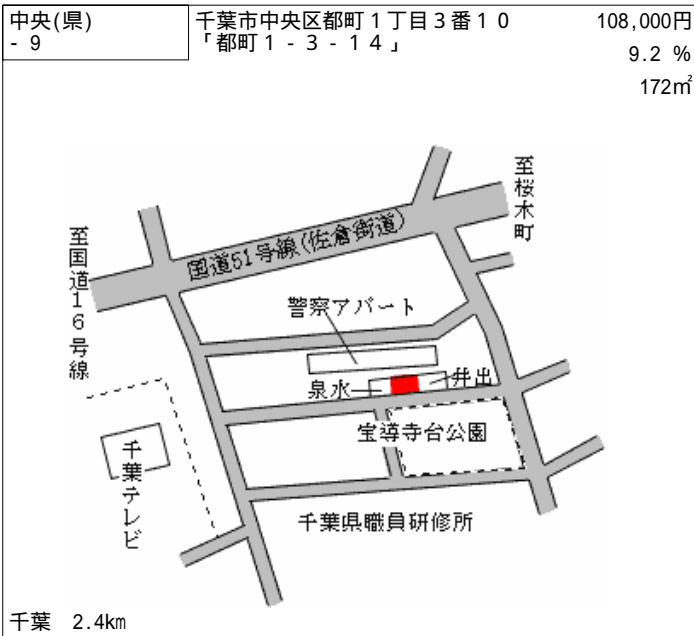 中央(県)
- 9
千葉市中央区都町１丁目３番１０
「都町１-３-１４」
108,000円
9.2 %
172㎡
至桜木町
至国道16号線
国道51号線(佐倉街道)
警察アパート
泉水
井出
宝導寺台公園
千葉テレビ
千葉県職員研修所
千葉 2.4km